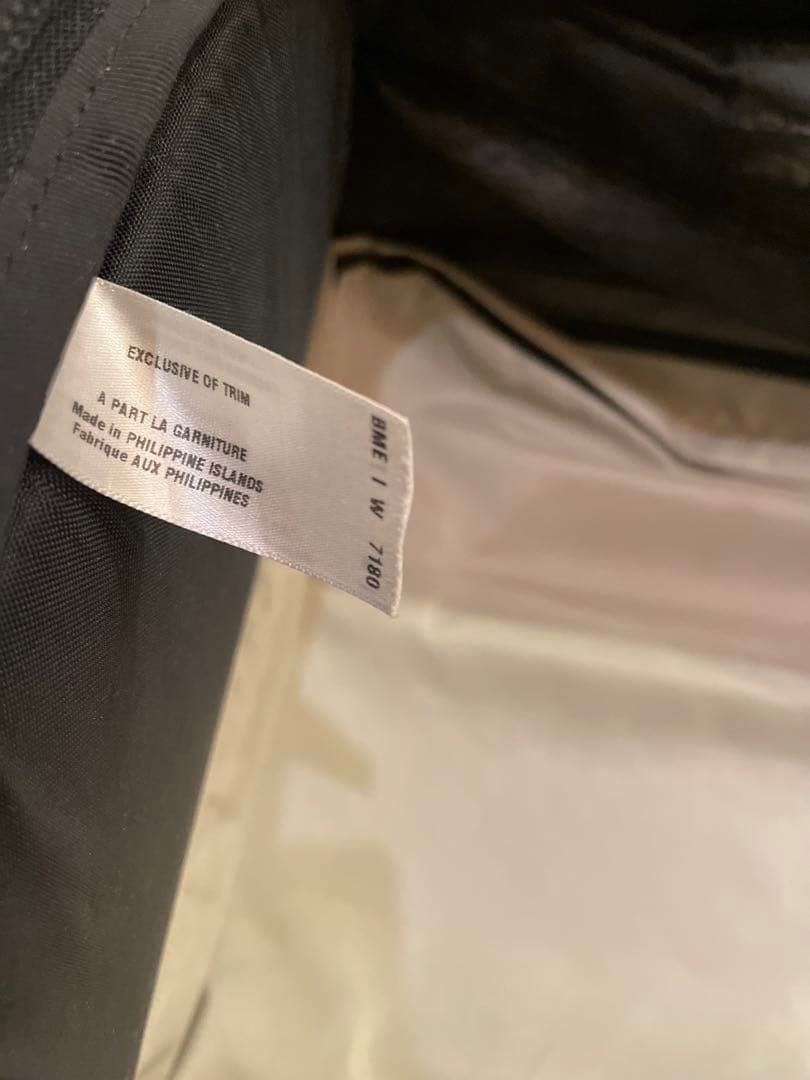 EXCLUSIVE OF TRIM
A PART LA GARNITURE
Made in PHILIPPINE ISLANDS
Fabrique AUX PHILIPPINES
BME I W 7180